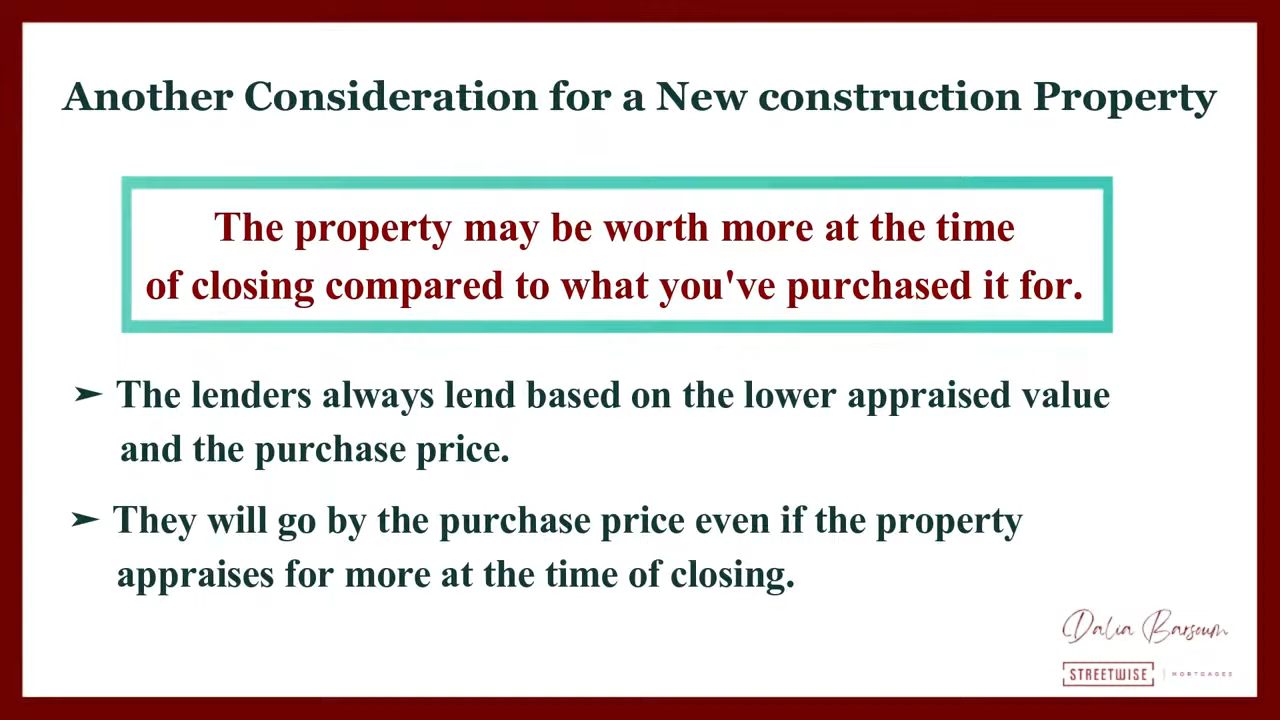 Another Consideration for a New construction Property
The property may be worth more at the time
of closing compared to what you've purchased it for.
➤ The lenders always lend based on the lower appraised value
and the purchase price.
➤ They will go by the purchase price even if the property
appraises for more at the time of closing.
Dalia Barsoum
STREETWISE | MORTGAGES